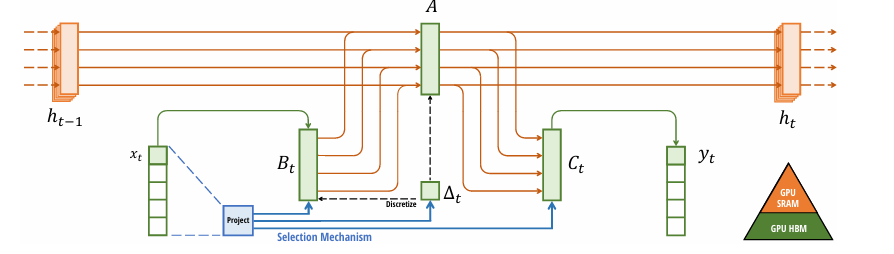 A
h_{t-1}
h_t
x_t
B_t
C_t
y_t
Δ_t
Discretize
Project
Selection Mechanism
GPU
SRAM
GPU HBM